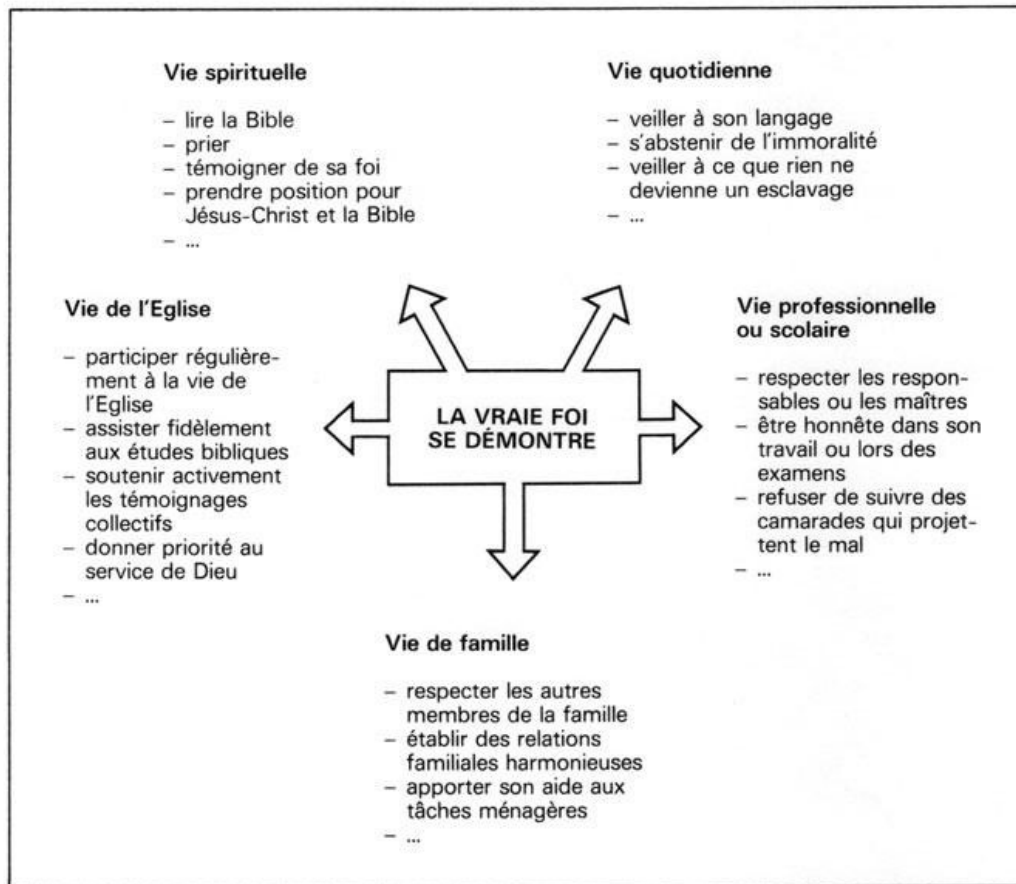 Vie spirituelle
– lire la Bible
– prier
– témoigner de sa foi
– prendre position pour
Jésus-Christ et la Bible
– ...
Vie quotidienne
– veiller à son langage
– s'abstenir de l'immoralité
– veiller à ce que rien ne
devienne un esclavage
– ...
Vie de l'Eglise
– participer régulière-
ment à la vie de
l'Eglise
– assister fidèlement
aux études bibliques
– soutenir activement
les témoignages
collectifs
– donner priorité au
service de Dieu
– ...
LA VRAIE FOI
SE DÉMONTRE
Vie professionnelle
ou scolaire
– respecter les respon-
sables ou les maîtres
– être honnête dans son
travail ou lors des
examens
– refuser de suivre des
camarades qui projet-
tent le mal
– ...
Vie de famille
– respecter les autres
membres de la famille
– établir des relations
familiales harmonieuses
– apporter son aide aux
tâches ménagères
– ...